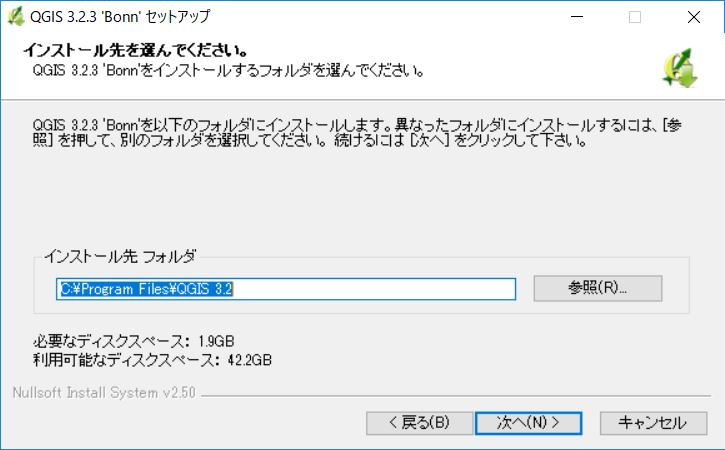 QGIS 3.2.3 'Bonn' セットアップ
インストール先を選んでください。
QGIS 3.2.3 'Bonn'をインストールするフォルダを選んでください。
QGIS 3.2.3 'Bonn'を以下のフォルダにインストールします。異なったフォルダにインストールするには、[参
照] を押して、別のフォルダを選択してください。 続けるには [次へ] をクリックして下さい。
インストール先 フォルダ
C:¥Program Files¥QGIS 3.2
参照(R)...
必要なディスクスペース: 1.9GB
利用可能なディスクスペース: 42.2GB
Nullsoft Install System v2.50
< 戻る(B)
次へ(N) >
キャンセル